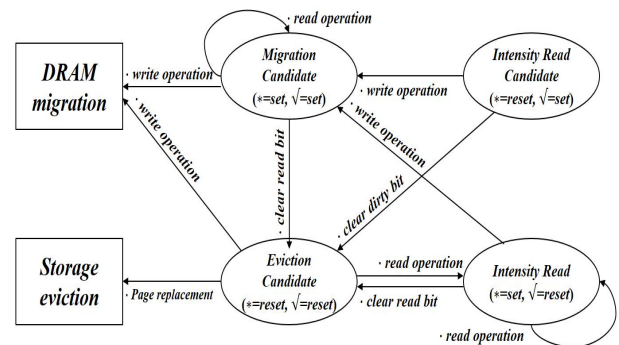 · read operation
DRAM
migration
· write operation
Migration
Candidate
(*=set, √=set)
Intensity Read
Candidate
(*=reset, √=set)
· write operation
· write operation
· write operation
· clear read bit
· clear dirty bit
Storage
eviction
· Page replacement
Eviction
Candidate
(*=reset, √=reset)
· read operation
· clear read bit
Intensity Read
(*=set, √=reset)
· read operation